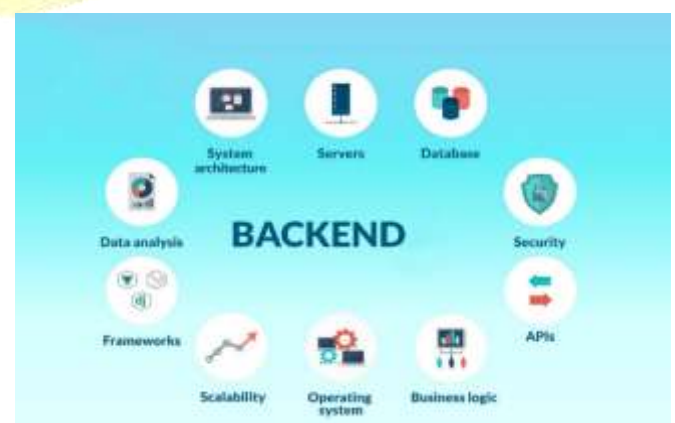 System
architecture
Servers
Database
Data analysis
BACKEND
Security
Frameworks
APIs
Scalability
Operating
system
Business logic